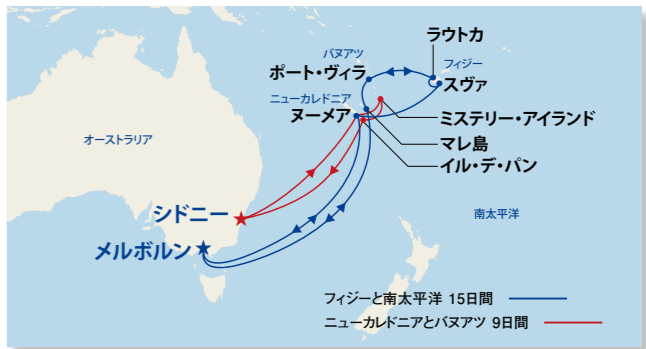 ラウトカ
バヌアツ
フィジー
ポート・ヴィラ
スヴァ
ニューカレドニア
ヌーメア
ミステリー・アイランド
マレ島
オーストラリア
イル・デ・パン
シドニー
南太平洋
メルボルン
フィジーと南太平洋 15日間
ニューカレドニアとバヌアツ 9日間